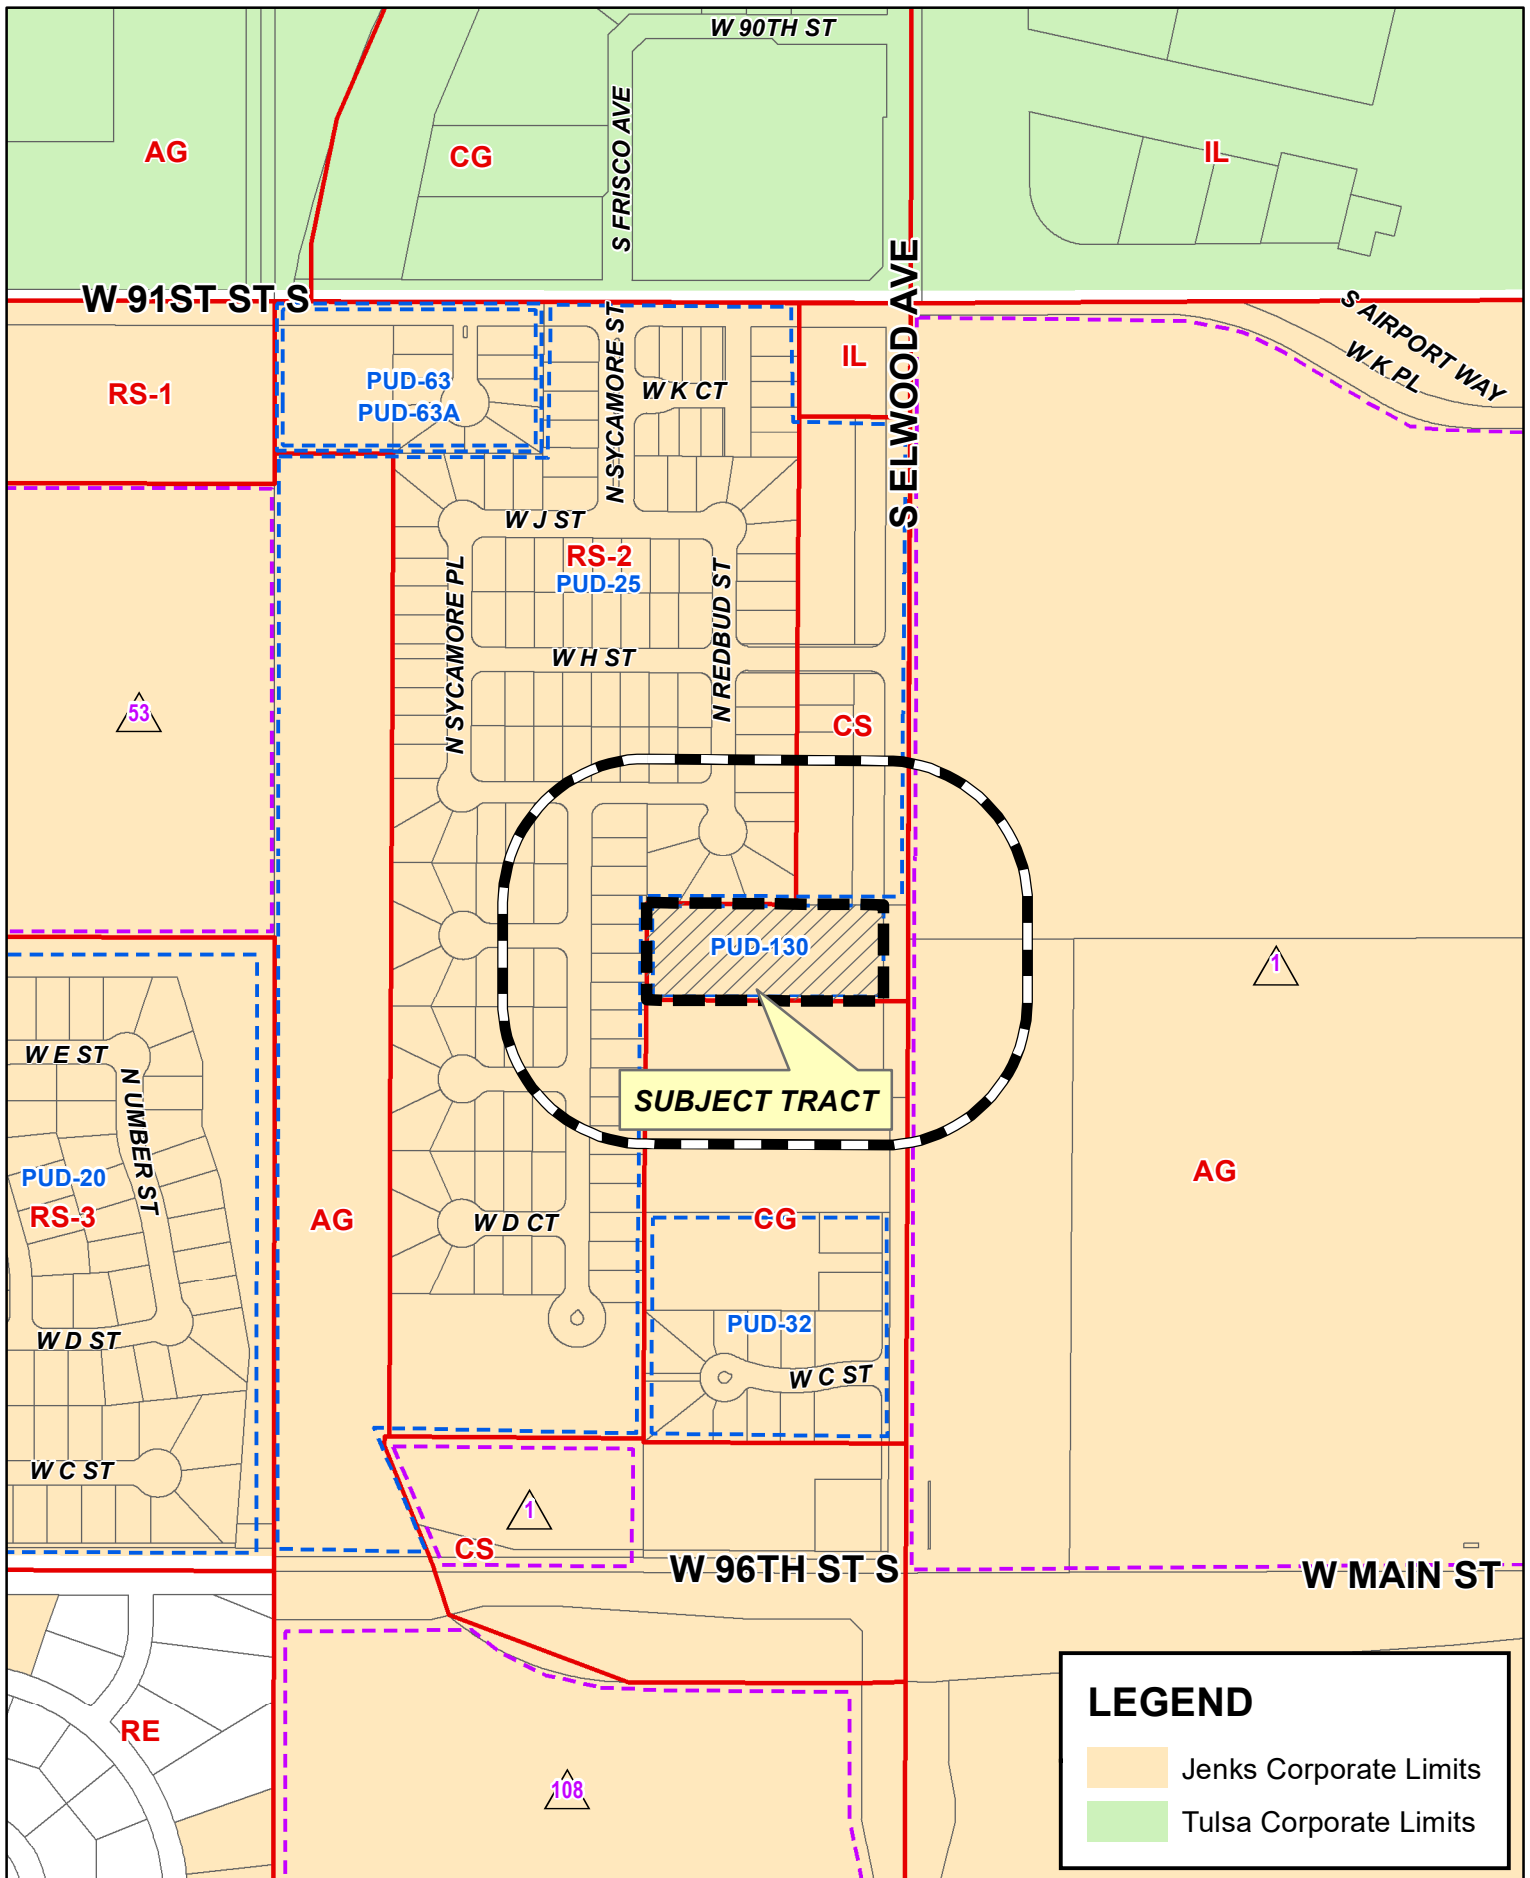 W 90TH ST
S FRISCO AVE
AG
CG
IL
W 91ST ST S
S ELWOOD AVE
S AIRPORT WAY
W K PL
RS-1
PUD-63
PUD-63A
N SYCAMORE ST
W K CT
IL
W J ST
RS-2
PUD-25
N SYCAMORE PL
N REDBUD ST
W H ST
53
CS
PUD-130
1
SUBJECT TRACT
W E ST
N UMBER ST
PUD-20
RS-3
AG
W D CT
CG
AG
W D ST
PUD-32
W C ST
W C ST
1
CS
W 96TH ST S
W MAIN ST
RE
108
LEGEND
Jenks Corporate Limits
Tulsa Corporate Limits